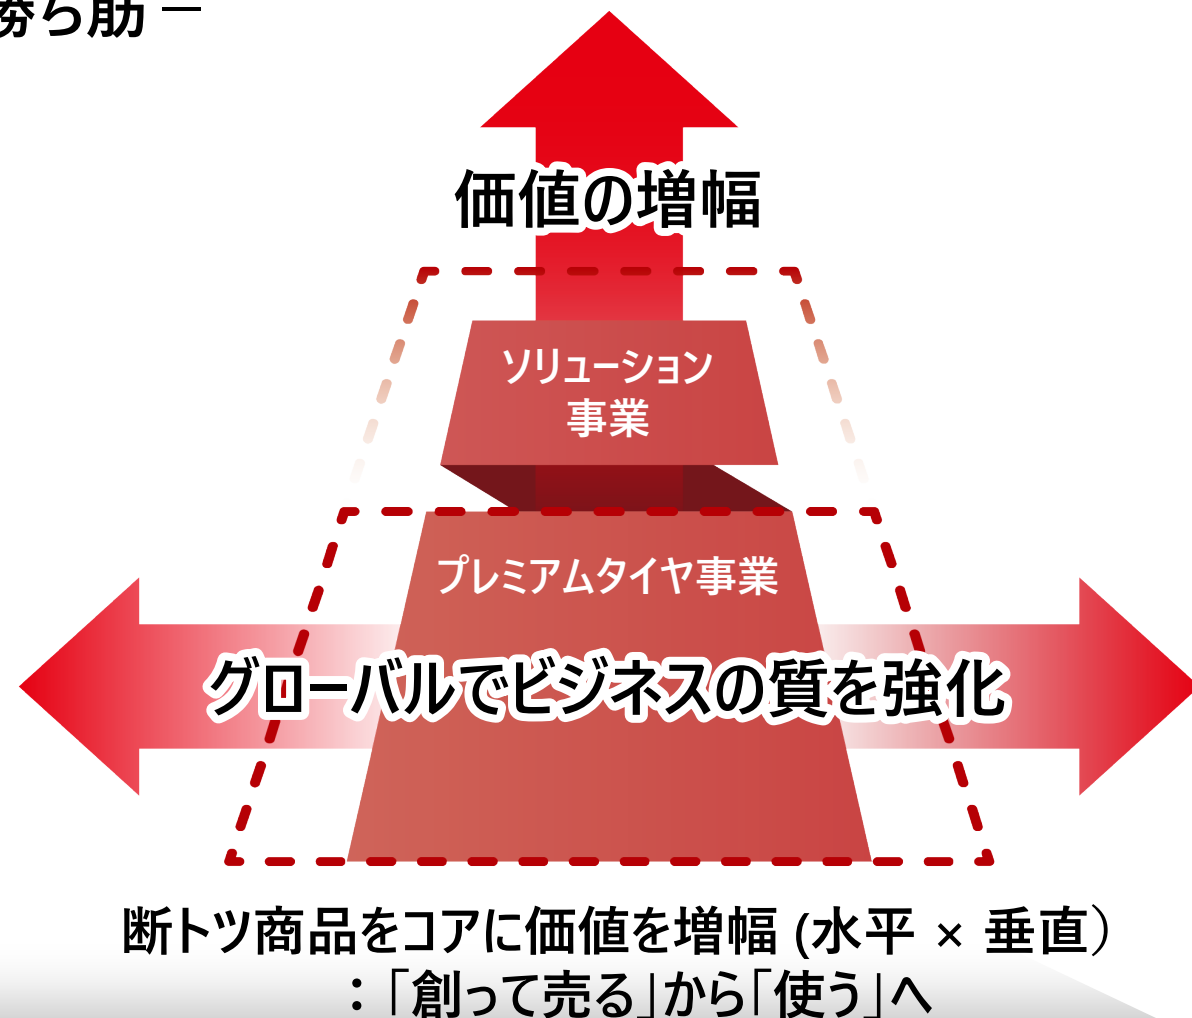 勝ち筋 －
価値の増幅
ソリューション
事業
プレミアムタイヤ事業
グローバルでビジネスの質を強化
断トツ商品をコアに価値を増幅 (水平 × 垂直）
：「創って売る」から「使う」へ